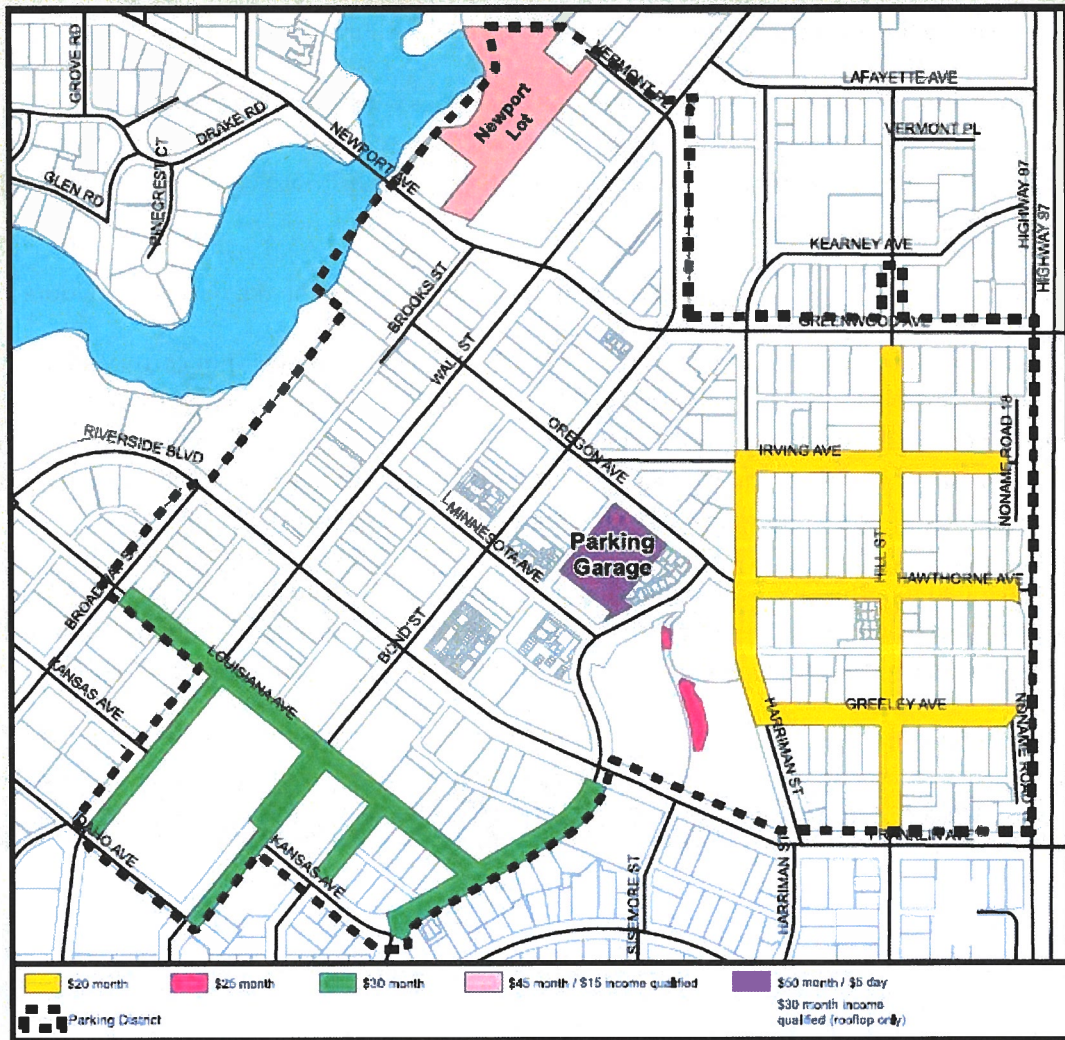 GROVE RD
DRAKE RD
PINECREST CT
GLEN RD
NEWPORT AVE
Newport
Lot
VERMONT PL
LAFAYETTE AVE
VERMONT PL
HIGHWAY 97
HIGHWAY 97
KEARNEY AVE
GREENWOOD AVE
BROOKS ST
WALL ST
OREGON AVE
IRVING AVE
NONAME ROAD 18
RIVERSIDE BLVD
MINNESOTA AVE
Parking
Garage
HILL ST
HAWTHORNE AVE
BOND ST
LOUISIANA AVE
KANSAS AVE
GREELEY AVE
HARRIMAN ST
NONAME ROAD
IDAHO AVE
KANSAS AVE
FRANKLIN AVE
SISEMORE ST
HARRIMAN ST
$20 month
$25 month
$30 month
$45 month / $15 income qualified
$60 month / $5 day
$30 month income
qualified (rooftop only)
Parking District